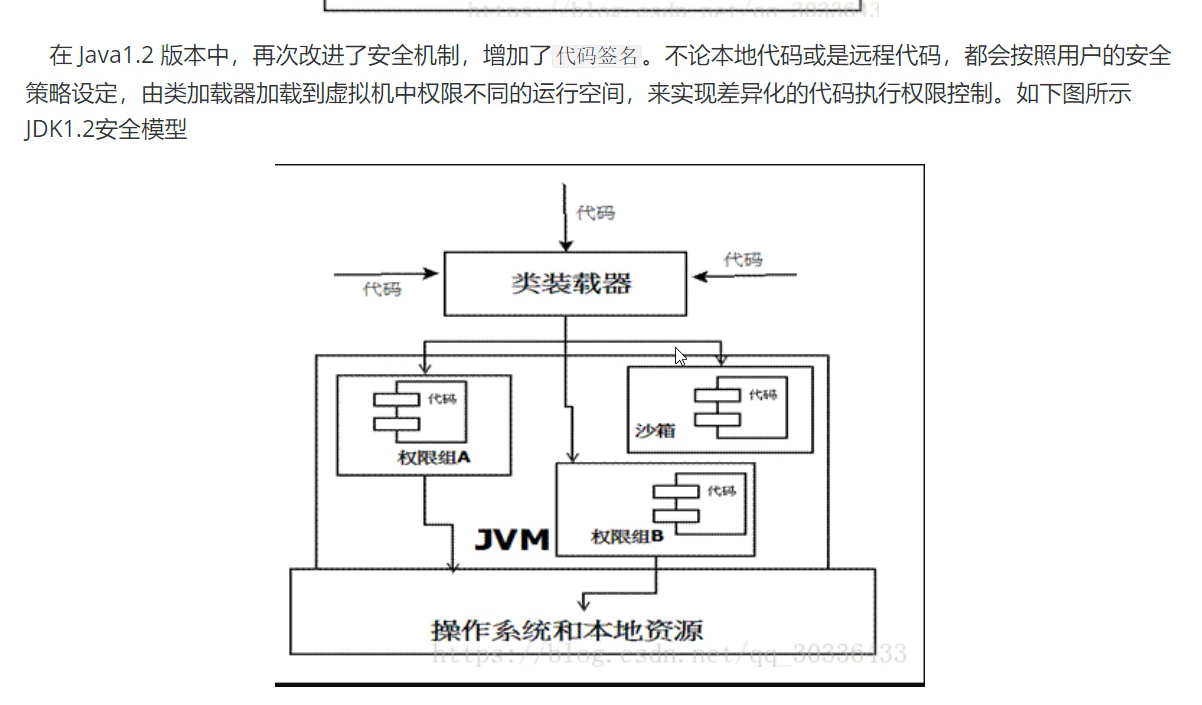 https://blog.csdn.net/qq_30336433
在 Java1.2 版本中，再次改进了安全机制，增加了 代码签名 。不论本地代码或是远程代码，都会按照用户的安全
策略设定，由类加载器加载到虚拟机中权限不同的运行空间，来实现差异化的代码执行权限控制。如下图所示
JDK1.2安全模型
代码
代码
类装载器
代码
代码
代码
沙箱
权限组A
代码
JVM
权限组B
操作系统和本地资源
https://blog.csdn.net/qq_30336433